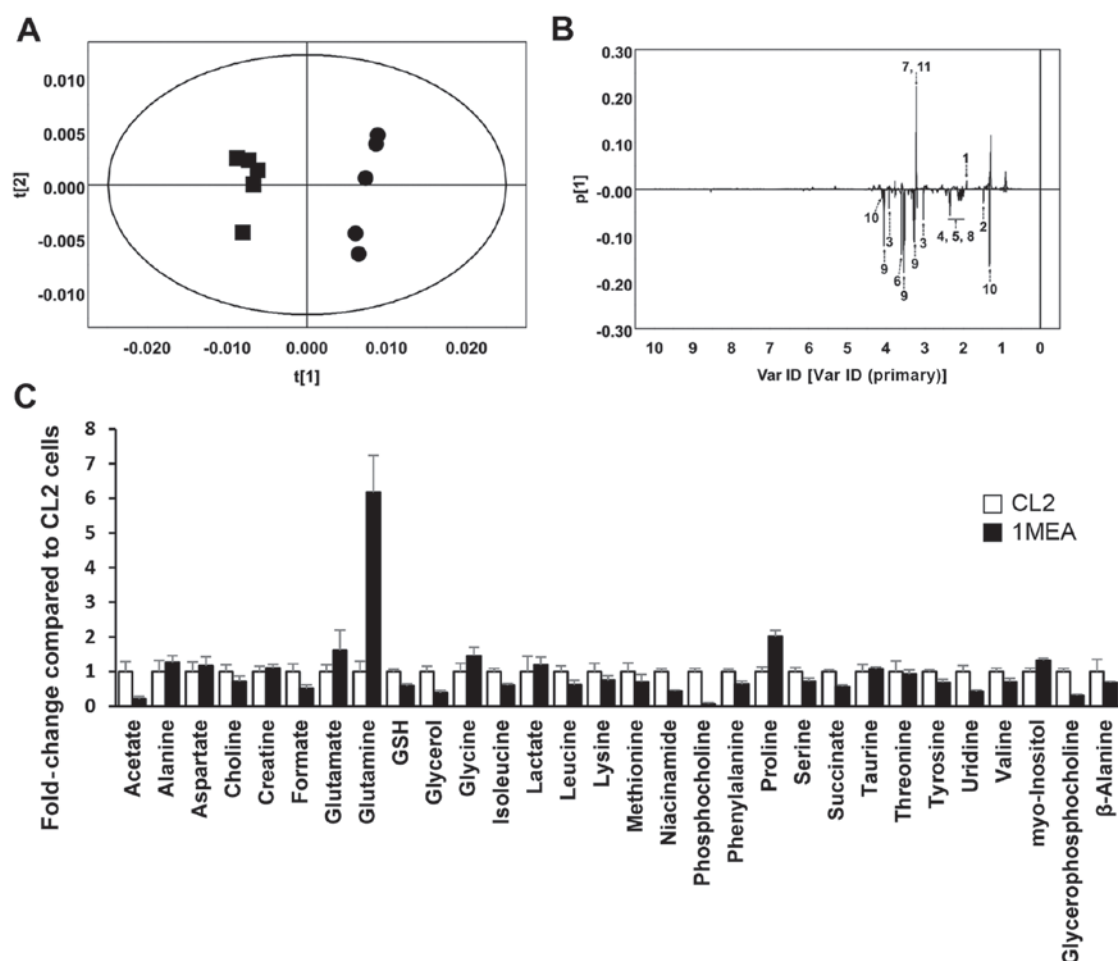 A
0.010
0.005
0.000
-0.005
-0.010
t[2]
-0.020
-0.010
0.000
0.010
0.020
t[1]
B
0.30
0.20
0.10
-0.00
-0.10
-0.20
-0.30
p[1]
7, 11
1
10
3
9
6
9
9
3
4, 5, 8
2
10
10
9
8
7
6
5
4
3
2
1
0
Var ID [Var ID (primary)]
C
Fold-change compared to CL2 cells
8
7
6
5
4
3
2
1
0
CL2
1MEA
Acetate
Alanine
Aspartate
Choline
Creatine
Formate
Glutamate
Glutamine
GSH
Glycerol
Glycine
Isoleucine
Lactate
Leucine
Lysine
Methionine
Niacinamide
Phosphocholine
Phenylalanine
Proline
Serine
Succinate
Taurine
Threonine
Tyrosine
Uridine
Valine
myo-Inositol
Glycerophosphocholine
β-Alanine